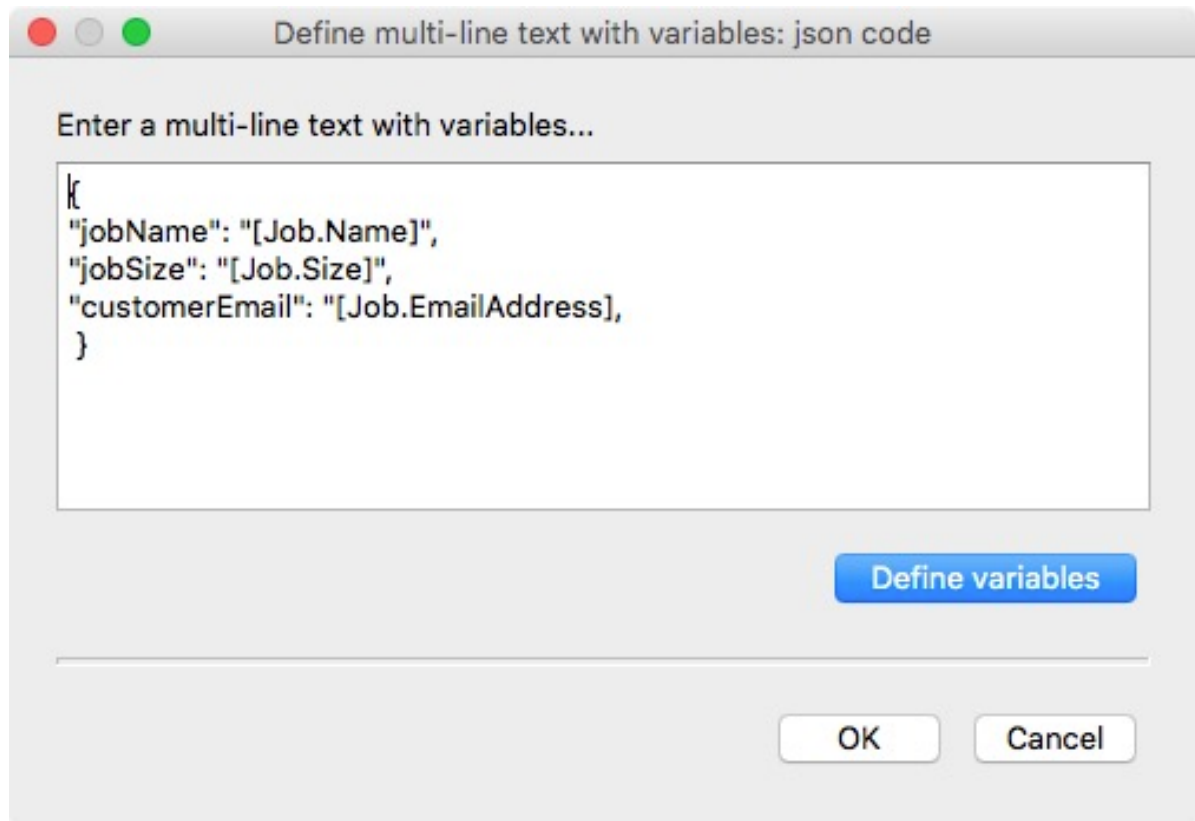 Define multi-line text with variables: json code
Enter a multi-line text with variables...
{
"jobName": "[Job.Name]",
"jobSize": "[Job.Size]",
"customerEmail": "[Job.EmailAddress],
}
Define variables
OK
Cancel